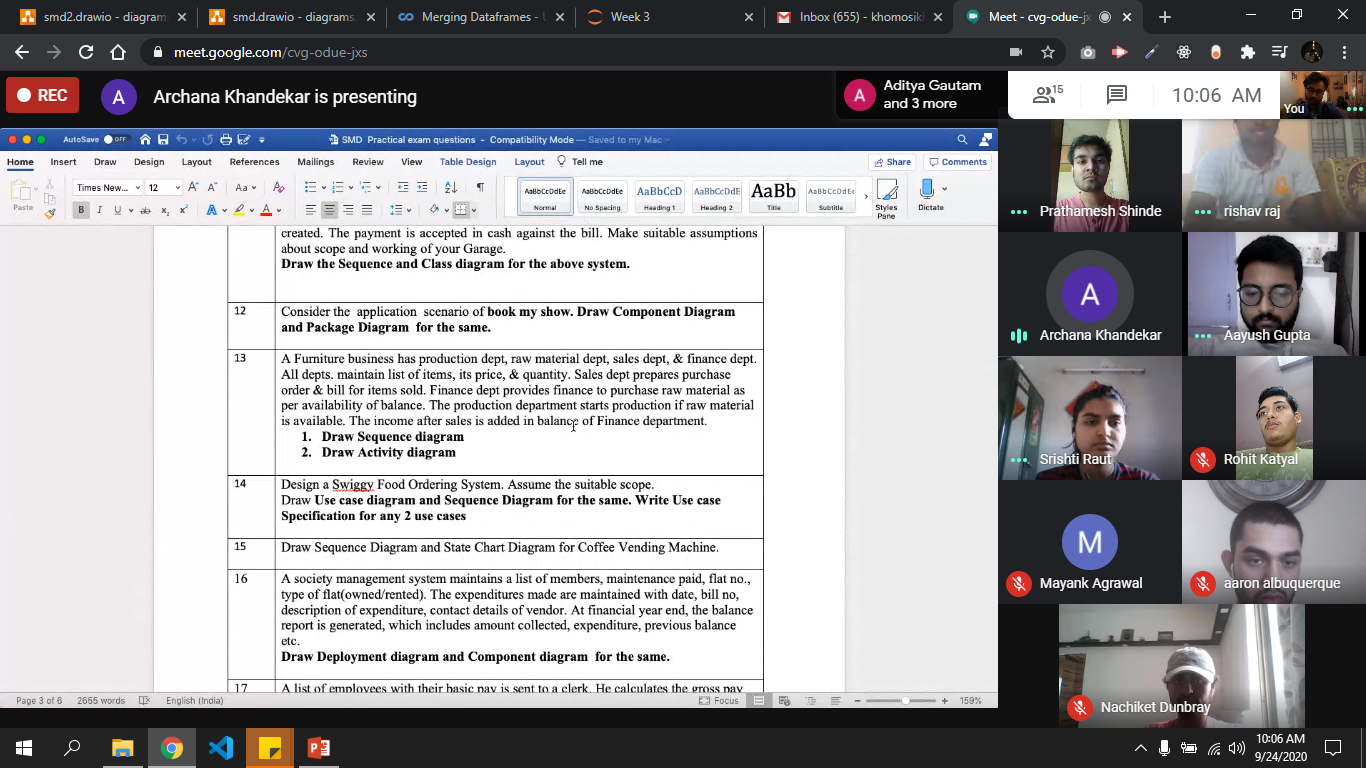 smd2.drawio - diagram
smd.drawio - diagrams.
Merging Dataframes -
Week 3
Inbox (655) - khomosik
Meet - cvg-odue-jx
meet.google.com/cvg-odue-jxs
REC
A
Archana Khandekar is presenting
A
Aditya Gautam
and 3 more
15
10:06 AM
You
AutoSave OFF
SMD Practical exam questions - Compatibility Mode — Saved to my Mac
Home Insert Draw Design Layout References Mailings Review View Table Design Layout Tell me
Share
Comments
Paste
Times New...
12
AaBbCcDdEe
Normal
AaBbCcDdEe
No Spacing
AaBbCcD
Heading 1
AaBbCcDdE
Heading 2
AaBb
Title
AaBbCcDdEe
Subtitle
Styles
Pane
Dictate
created. The payment is accepted in cash against the bill. Make suitable assumptions
about scope and working of your Garage.
Draw the Sequence and Class diagram for the above system.
12
Consider the application scenario of book my show. Draw Component Diagram
and Package Diagram for the same.
13
A Furniture business has production dept, raw material dept, sales dept, & finance dept.
All depts. maintain list of items, its price, & quantity. Sales dept prepares purchase
order & bill for items sold. Finance dept provides finance to purchase raw material as
per availability of balance. The production department starts production if raw material
is available. The income after sales is added in balance of Finance department.
1. Draw Sequence diagram
2. Draw Activity diagram
14
Design a Swiggy Food Ordering System. Assume the suitable scope.
Draw Use case diagram and Sequence Diagram for the same. Write Use case
Specification for any 2 use cases
15
Draw Sequence Diagram and State Chart Diagram for Coffee Vending Machine.
16
A society management system maintains a list of members, maintenance paid, flat no.,
type of flat(owned/rented). The expenditures made are maintained with date, bill no,
description of expenditure, contact details of vendor. At financial year end, the balance
report is generated, which includes amount collected, expenditure, previous balance
etc.
Draw Deployment diagram and Component diagram for the same.
17
A list of employees with their basic pay is sent to a clerk. He calculates the gross pay
Page 3 of 6
2655 words
English (India)
Focus
159%
Prathamesh Shinde
rishav raj
A
Archana Khandekar
Aayush Gupta
Srishti Raut
Rohit Katyal
M
Mayank Agrawal
aaron albuquerque
Nachiket Dunbray
10:06 AM
9/24/2020